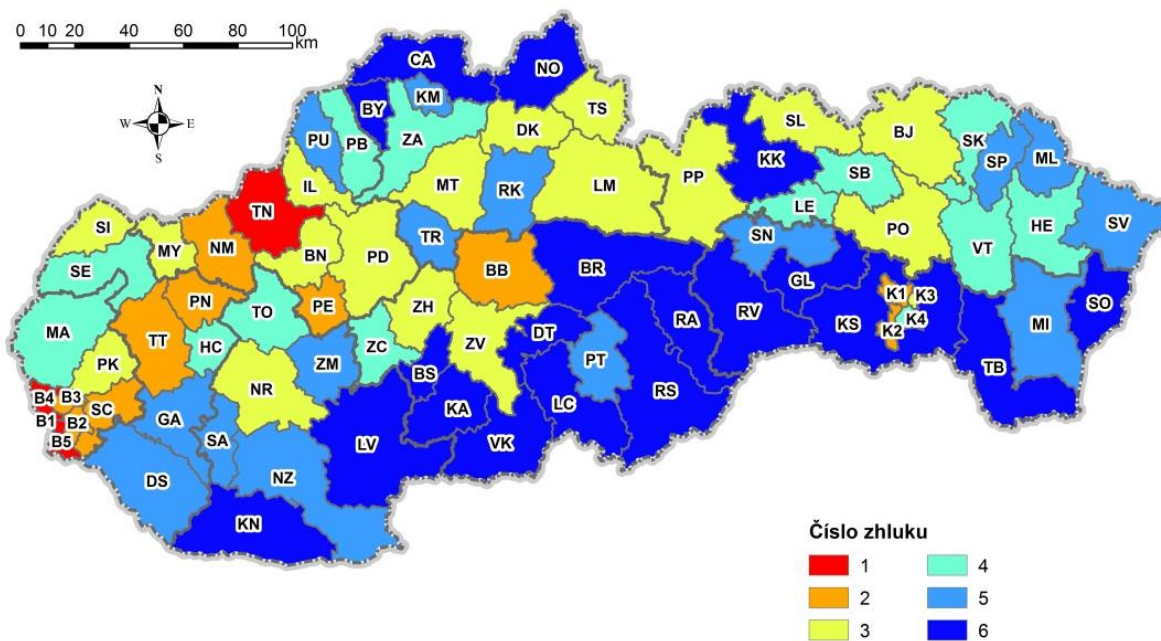 0 10 20 40 60 80 100
km
N
W E
S
CA
NO
BY
KM
TS
PU
PB
ZA
DK
SL
BJ
SK
SP
ML
KK
SB
IL
MT
RK
LM
PP
TN
LE
PO
VT
HE
SV
SI
MY
NM
BN
PD
TR
SN
SE
BB
BR
GL
K1
K3
SO
PN
TO
PE
ZH
K4
K2
MA
TT
HC
ZM
ZC
DT
RA
RV
KS
MI
PK
NR
ZV
PT
TB
B4
B3
SC
BS
B1
B2
GA
KA
LC
RS
B5
SA
LV
VK
DS
NZ
KN
Číslo zhluku
1 4
2 5
3 6